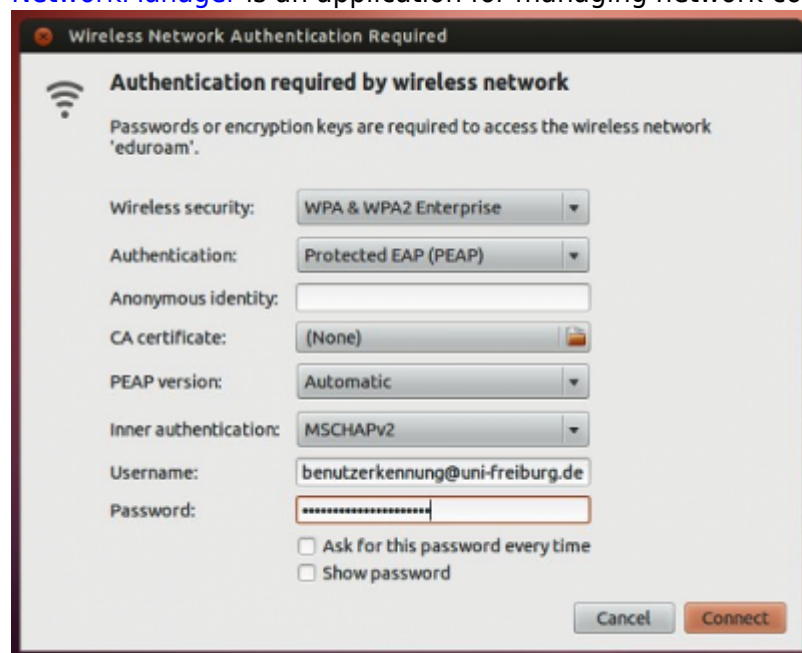 NetworkManager is an application for managing network co
Wireless Network Authentication Required
Authentication required by wireless network
Passwords or encryption keys are required to access the wireless network
'eduroam'.
Wireless security: WPA & WPA2 Enterprise
Authentication: Protected EAP (PEAP)
Anonymous identity:
CA certificate: (None)
PEAP version: Automatic
Inner authentication: MSCHAPv2
Username: benutzerkennung@uni-freiburg.de
Password: •••••••••••••••••••••
Ask for this password every time
Show password
Cancel Connect